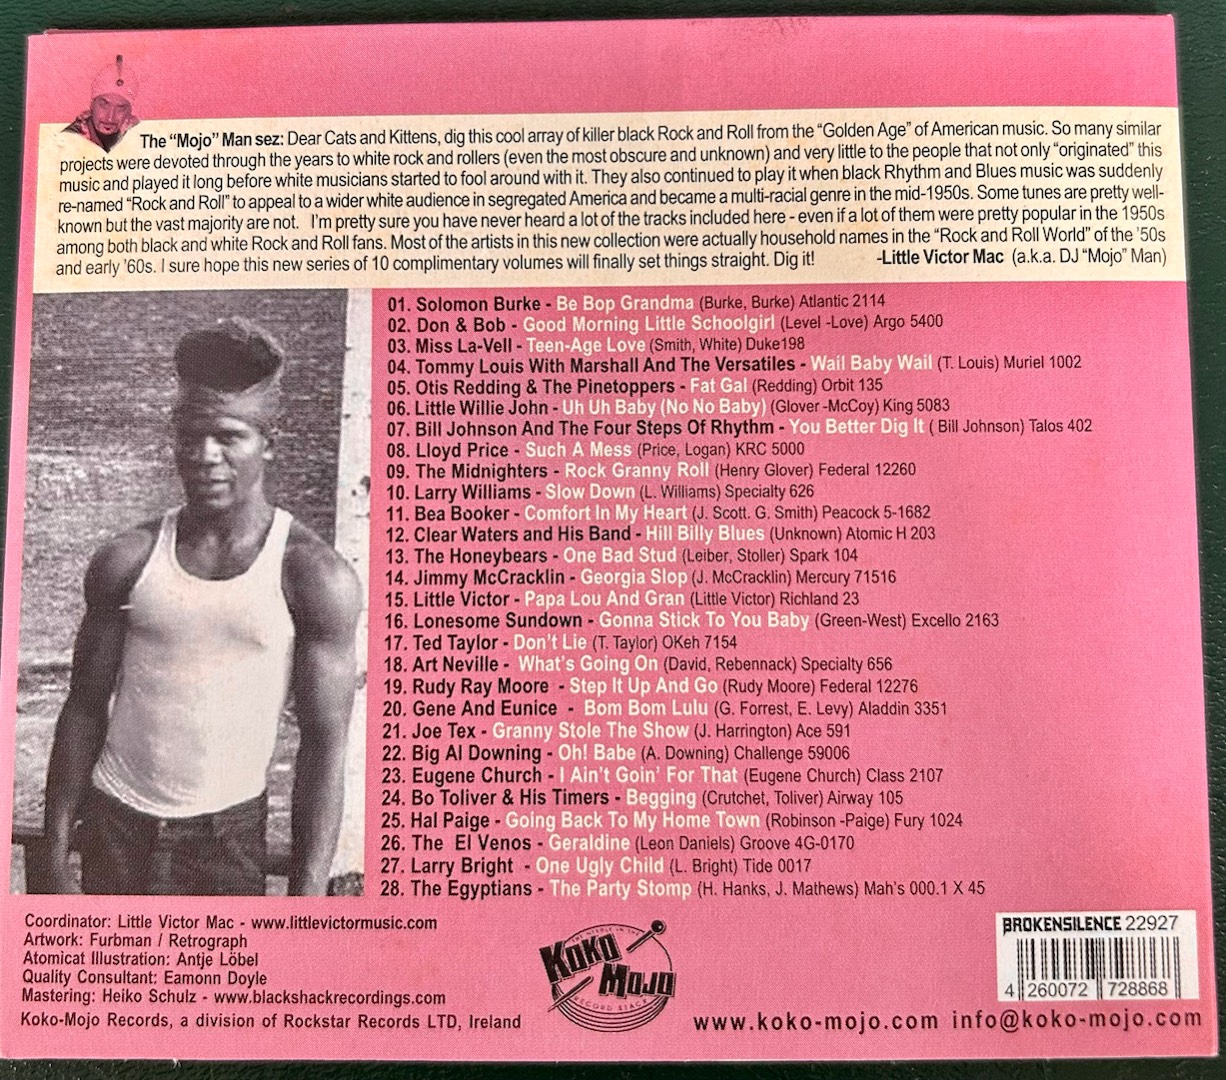 The "Mojo" Man sez: Dear Cats and Kittens, dig this cool array of killer black Rock and Roll from the "Golden Age" of American music. So many similar
projects were devoted through the years to white rock and rollers (even the most obscure and unknown) and very little to the people that not only "originated" this
music and played it long before white musicians started to fool around with it. They also continued to play it when black Rhythm and Blues music was suddenly
re-named "Rock and Roll" to appeal to a wider white audience in segregated America and became a multi-racial genre in the mid-1950s. Some tunes are pretty well-
known but the vast majority are not. I'm pretty sure you have never heard a lot of the tracks included here - even if a lot of them were pretty popular in the 1950s
among both black and white Rock and Roll fans. Most of the artists in this new collection were actually household names in the "Rock and Roll World" of the '50s
and early '60s. I sure hope this new series of 10 complimentary volumes will finally set things straight. Dig it! -Little Victor Mac (a.k.a. DJ "Mojo" Man)
01. Solomon Burke - Be Bop Grandma (Burke, Burke) Atlantic 2114
02. Don & Bob - Good Morning Little Schoolgirl (Level -Love) Argo 5400
03. Miss La-Vell - Teen-Age Love (Smith, White) Duke198
04. Tommy Louis With Marshall And The Versatiles - Wail Baby Wail (T. Louis) Muriel 1002
05. Otis Redding & The Pinetoppers - Fat Gal (Redding) Orbit 135
06. Little Willie John - Uh Uh Baby (No No Baby) (Glover -McCoy) King 5083
07. Bill Johnson And The Four Steps Of Rhythm - You Better Dig It ( Bill Johnson) Talos 402
08. Lloyd Price - Such A Mess (Price, Logan) KRC 5000
09. The Midnighters - Rock Granny Roll (Henry Glover) Federal 12260
10. Larry Williams - Slow Down (L. Williams) Specialty 626
11. Bea Booker - Comfort In My Heart (J. Scott. G. Smith) Peacock 5-1682
12. Clear Waters and His Band - Hill Billy Blues (Unknown) Atomic H 203
13. The Honeybears - One Bad Stud (Leiber, Stoller) Spark 104
14. Jimmy McCracklin - Georgia Slop (J. McCracklin) Mercury 71516
15. Little Victor - Papa Lou And Gran (Little Victor) Richland 23
16. Lonesome Sundown - Gonna Stick To You Baby (Green-West) Excello 2163
17. Ted Taylor - Don't Lie (T. Taylor) OKeh 7154
18. Art Neville - What's Going On (David, Rebennack) Specialty 656
19. Rudy Ray Moore - Step It Up And Go (Rudy Moore) Federal 12276
20. Gene And Eunice - Bom Bom Lulu (G. Forrest, E. Levy) Aladdin 3351
21. Joe Tex - Granny Stole The Show (J. Harrington) Ace 591
22. Big Al Downing - Oh! Babe (A. Downing) Challenge 59006
23. Eugene Church - I Ain't Goin' For That (Eugene Church) Class 2107
24. Bo Toliver & His Timers - Begging (Crutchet, Toliver) Airway 105
25. Hal Paige - Going Back To My Home Town (Robinson -Paige) Fury 1024
26. The El Venos - Geraldine (Leon Daniels) Groove 4G-0170
27. Larry Bright - One Ugly Child (L. Bright) Tide 0017
28. The Egyptians - The Party Stomp (H. Hanks, J. Mathews) Mah's 000.1 X 45
Coordinator: Little Victor Mac - www.littlevictormusic.com
Artwork: Furbman / Retrograph
Atomicat Illustration: Antje Löbel
Quality Consultant: Eamonn Doyle
Mastering: Heiko Schulz - www.blackshackrecordings.com
Koko-Mojo Records, a division of Rockstar Records LTD, Ireland
KOKO
MOJO
www.koko-mojo.com info@koko-mojo.com
BROKENSILENCE 22927
4 260072 728868